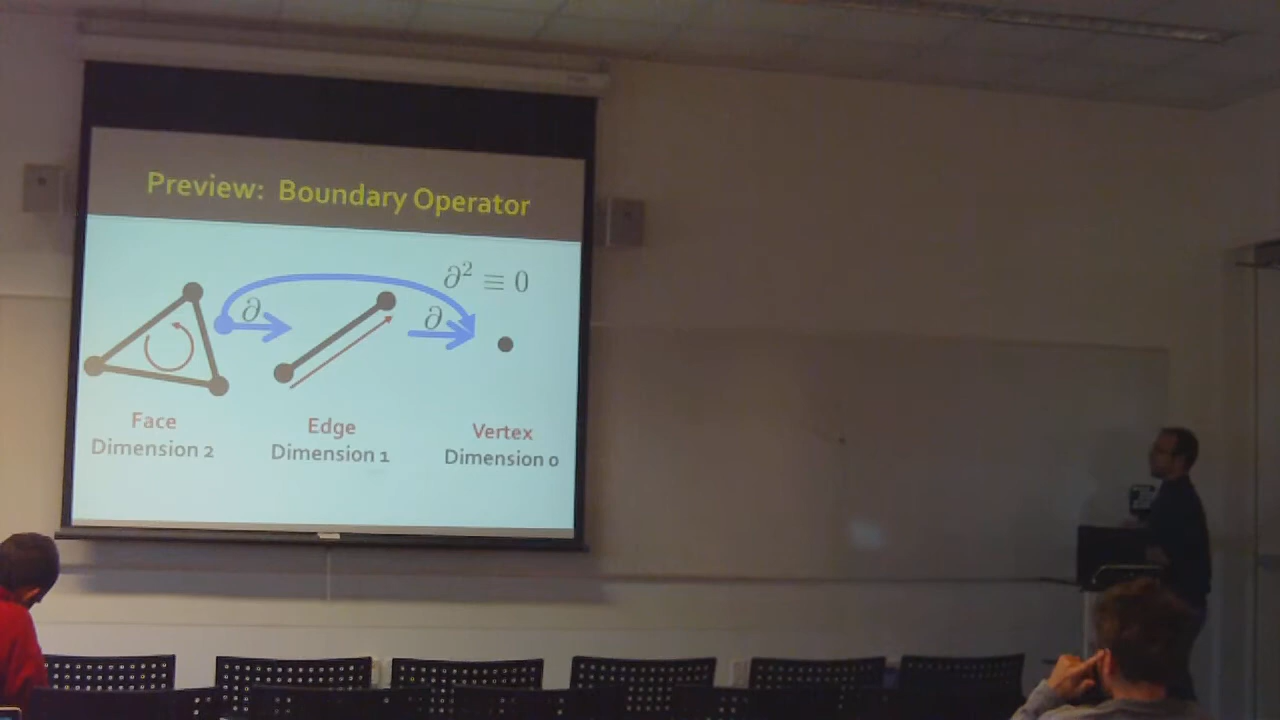 Preview: Boundary Operator
∂² ≡ 0
∂
∂
Face
Dimension 2
Edge
Dimension 1
Vertex
Dimension 0